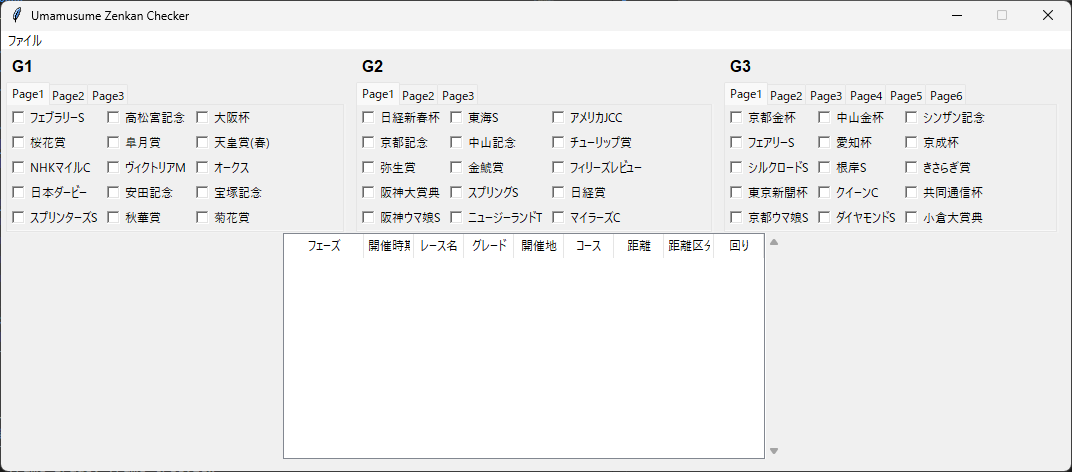 Umamusume Zenkan Checker
ファイル
G1 G2 G3
Page1 Page2 Page3 Page1 Page2 Page3 Page1 Page2 Page3 Page4 Page5 Page6
フェブラリーS 高松宮記念 大阪杯 日経新春杯 東海S アメリカJCC 京都金杯 中山金杯 シンザン記念
桜花賞 皐月賞 天皇賞(春) 京都記念 中山記念 チューリップ賞 フェアリーS 愛知杯 京成杯
NHKマイルC ヴィクトリアM オークス 弥生賞 金鯱賞 フィリーズレビュー シルクロードS 根岸S きさらぎ賞
日本ダービー 安田記念 宝塚記念 阪神大賞典 スプリングS 日経賞 東京新聞杯 クイーンC 共同通信杯
スプリンターズS 秋華賞 菊花賞 阪神ウマ娘S ニュージーランドT マイラーズC 京都ウマ娘S ダイヤモンドS 小倉大賞典
フェーズ 開催時期 レース名 グレード 開催地 コース 距離 距離区分 回り